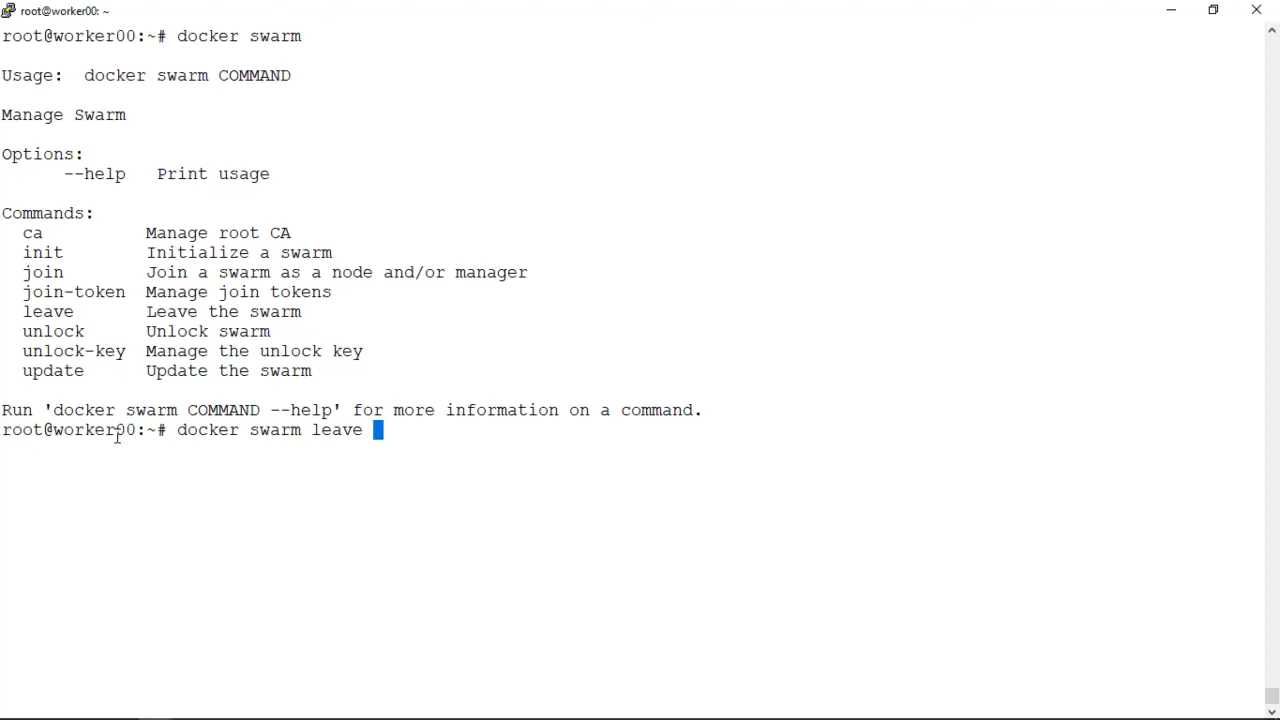 root@worker00: ~
root@worker00:~# docker swarm
Usage:  docker swarm COMMAND
Manage Swarm
Options:
      --help   Print usage
Commands:
  ca          Manage root CA
  init        Initialize a swarm
  join        Join a swarm as a node and/or manager
  join-token  Manage join tokens
  leave       Leave the swarm
  unlock      Unlock swarm
  unlock-key  Manage the unlock key
  update      Update the swarm
Run 'docker swarm COMMAND --help' for more information on a command.
root@worker00:~# docker swarm leave